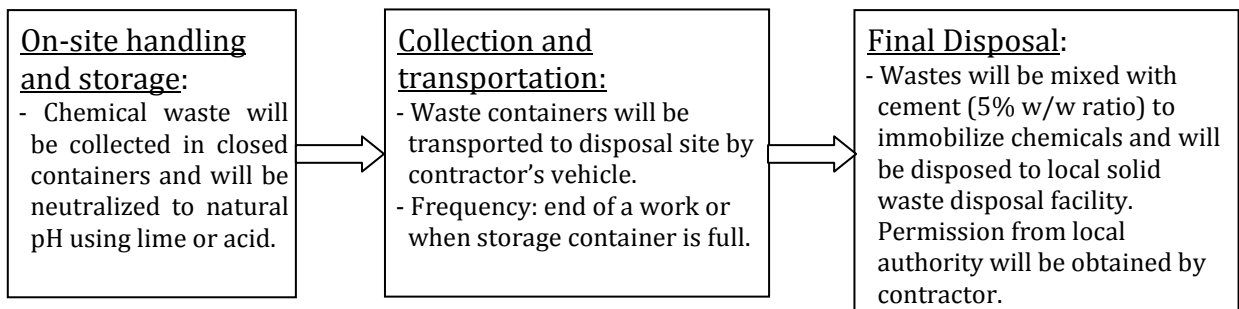 On-site handling
and storage:
- Chemical waste will
be collected in closed
containers and will be
neutralized to natural
pH using lime or acid.
Collection and
transportation:
- Waste containers will be
transported to disposal site by
contractor’s vehicle.
- Frequency: end of a work or
when storage container is full.
Final Disposal:
- Wastes will be mixed with
cement (5% w/w ratio) to
immobilize chemicals and will
be disposed to local solid
waste disposal facility.
Permission from local
authority will be obtained by
contractor.